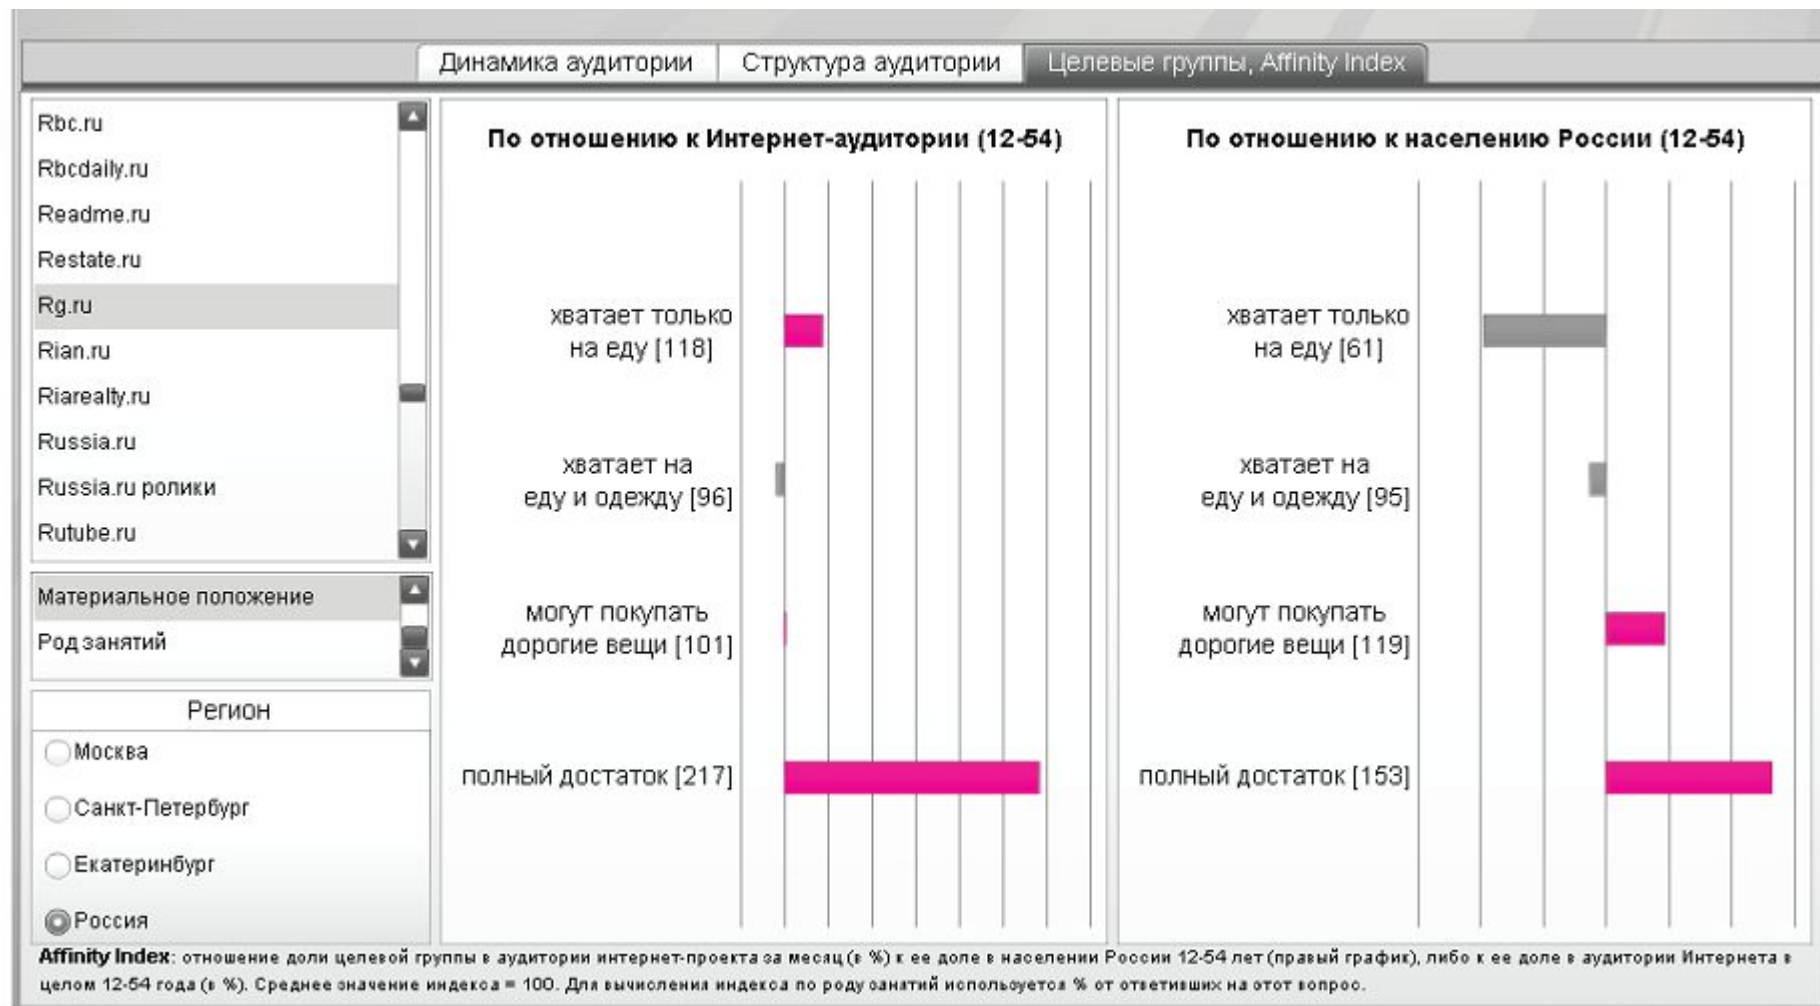 Динамика аудитории
Структура аудитории
Целевые группы, Affinity Index
Rbc.ru
Rbcdaily.ru
Readme.ru
Restate.ru
Rg.ru
Rian.ru
Riarealty.ru
Russia.ru
Russia.ru ролики
Rutube.ru
Материальное положение
Род занятий
Регион
Москва
Санкт-Петербург
Екатеринбург
Россия
По отношению к Интернет-аудитории (12-54)
хватает только
на еду [118]
хватает на
еду и одежду [96]
могут покупать
дорогие вещи [101]
полный достаток [217]
По отношению к населению России (12-54)
хватает только
на еду [61]
хватает на
еду и одежду [95]
могут покупать
дорогие вещи [119]
полный достаток [153]
Affinity Index: отношение доли целевой группы в аудитории интернет-проекта за месяц (в %) к ее доле в населении России 12-54 лет (правый график), либо к ее доле в аудитории Интернета в
целом 12-54 года (в %). Среднее значение индекса = 100. Для вычисления индекса по роду занятий используется % от ответивших на этот вопрос.